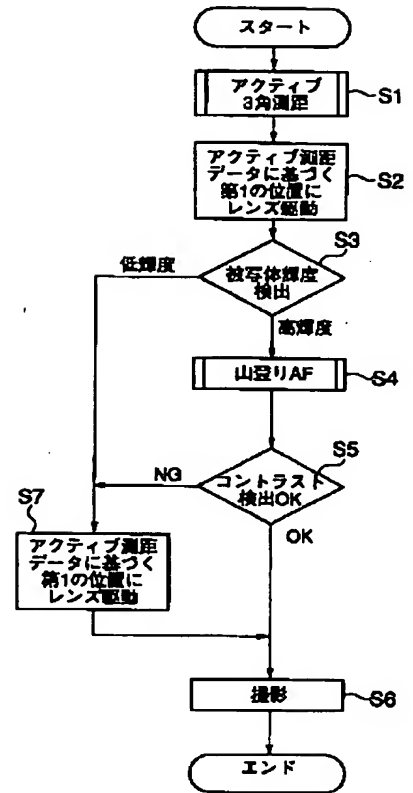 スタート
アクティブ
3角測距
S1
アクティブ測距
データに基づく
第1の位置に
レンズ駆動
S2
S3
被写体輝度
検出
低輝度
高輝度
山登りAF
S4
S5
コントラスト
検出OK
NG
OK
S7
アクティブ測距
データに基づく
第1の位置に
レンズ駆動
撮影
S6
エンド